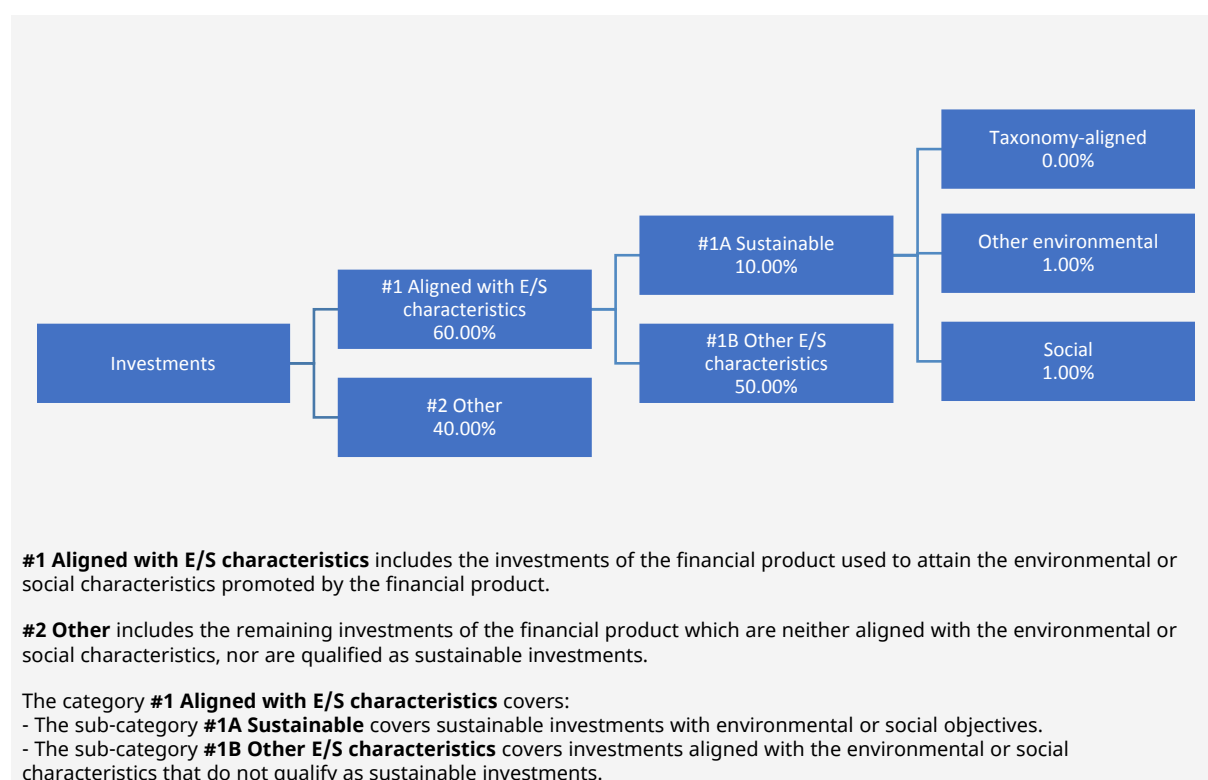 Taxonomy-aligned
0.00%
#1A Sustainable
10.00%
Other environmental
1.00%
#1 Aligned with E/S
characteristics
60.00%
Investments
#1B Other E/S
characteristics
50.00%
Social
1.00%
#2 Other
40.00%
#1 Aligned with E/S characteristics includes the investments of the financial product used to attain the environmental or
social characteristics promoted by the financial product.
#2 Other includes the remaining investments of the financial product which are neither aligned with the environmental or
social characteristics, nor are qualified as sustainable investments.
The category #1 Aligned with E/S characteristics covers:
- The sub-category #1A Sustainable covers sustainable investments with environmental or social objectives.
- The sub-category #1B Other E/S characteristics covers investments aligned with the environmental or social
characteristics that do not qualify as sustainable investments.